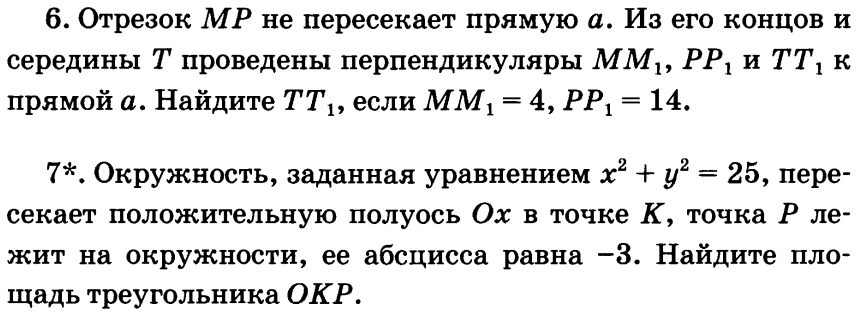 6. Отрезок MP не пересекает прямую a. Из его концов и
середины T проведены перпендикуляры MM₁, PP₁ и TT₁ к
прямой a. Найдите TT₁, если MM₁ = 4, PP₁ = 14.
7*. Окружность, заданная уравнением x² + y² = 25, пере-
секает положительную полуось Ox в точке K, точка P ле-
жит на окружности, ее абсцисса равна −3. Найдите пло-
щадь треугольника OKP.